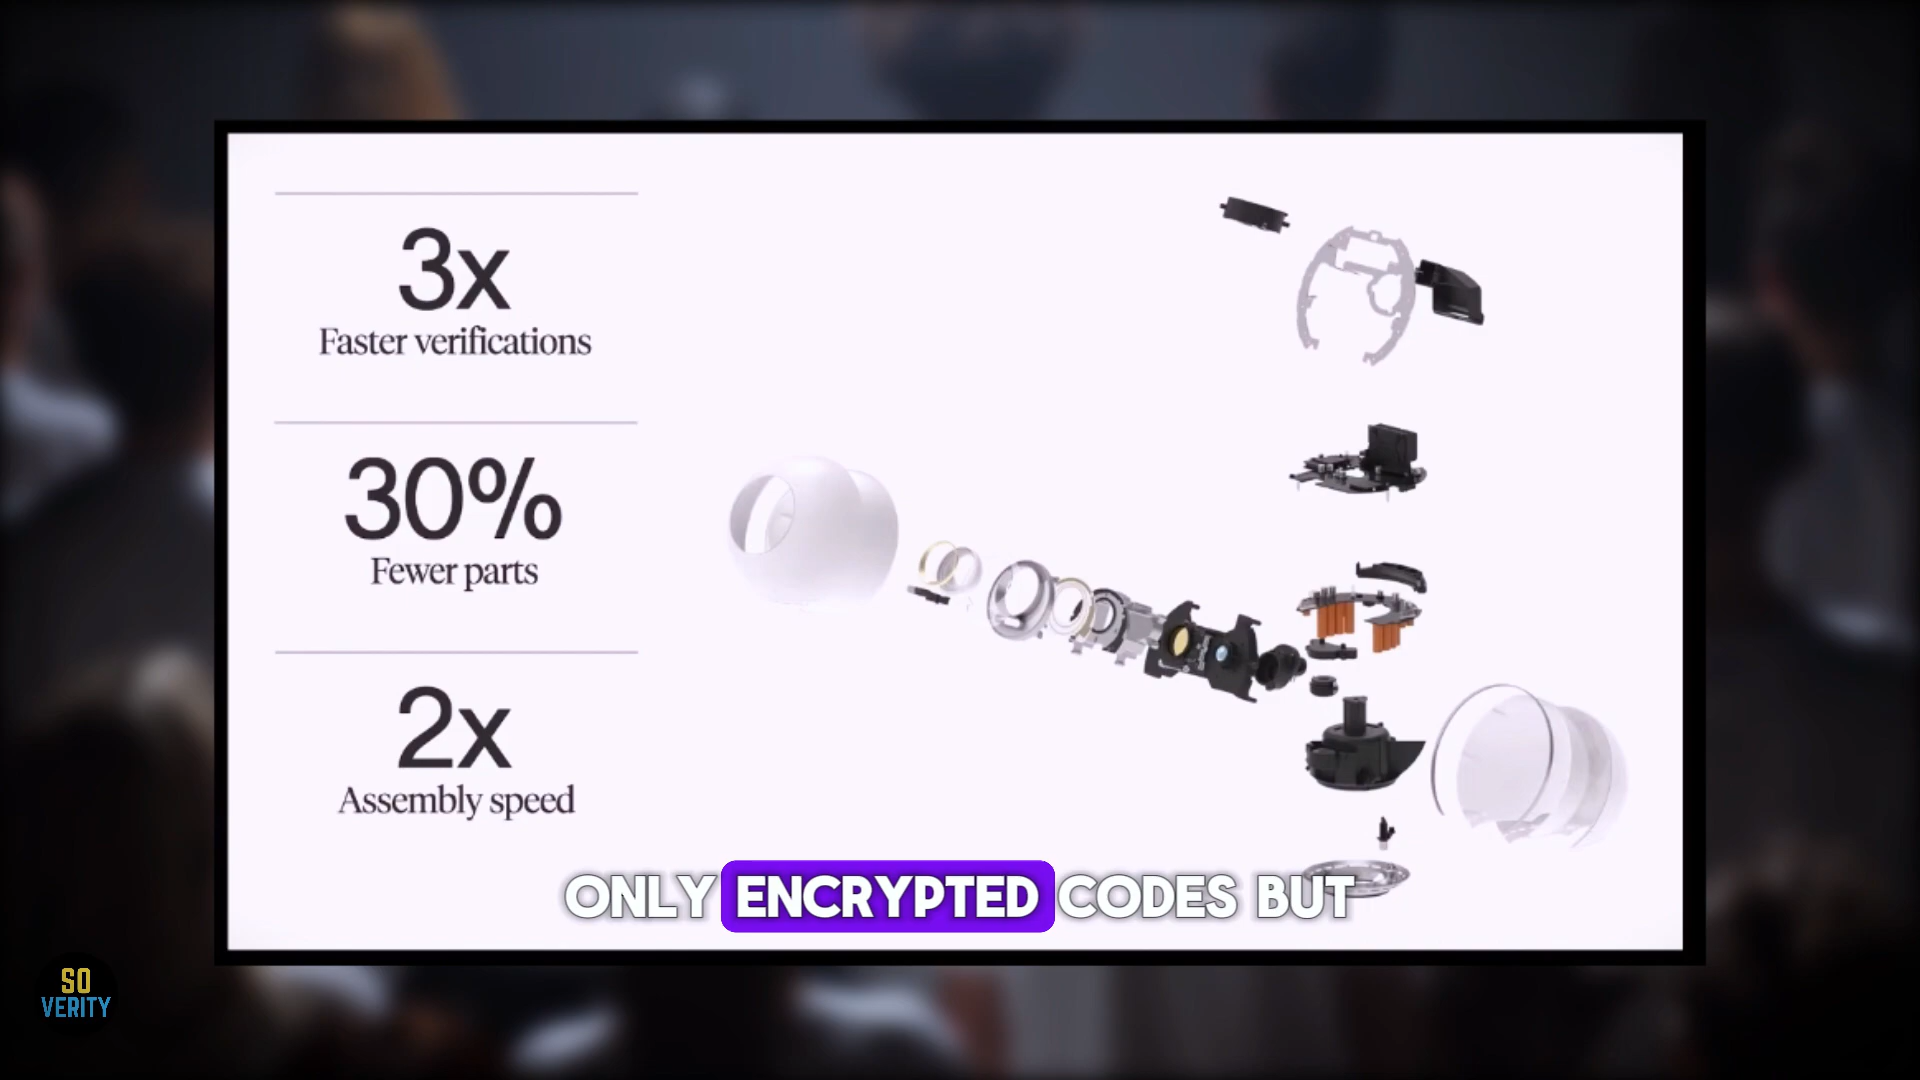 3x
Faster verifications
30%
Fewer parts
2x
Assembly speed
ONLY ENCRYPTED CODES BUT
SO
VERITY